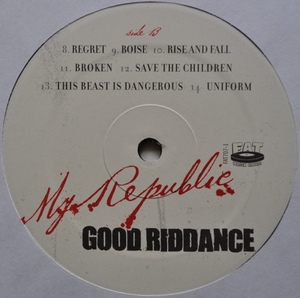 side B
8. REGRET 9. BOISE 10. RISE AND FALL
11. BROKEN 12. SAVE THE CHILDREN
13. THIS BEAST IS DANGEROUS 14. UNIFORM
FAT
My Republic
GOOD RIDDANCE